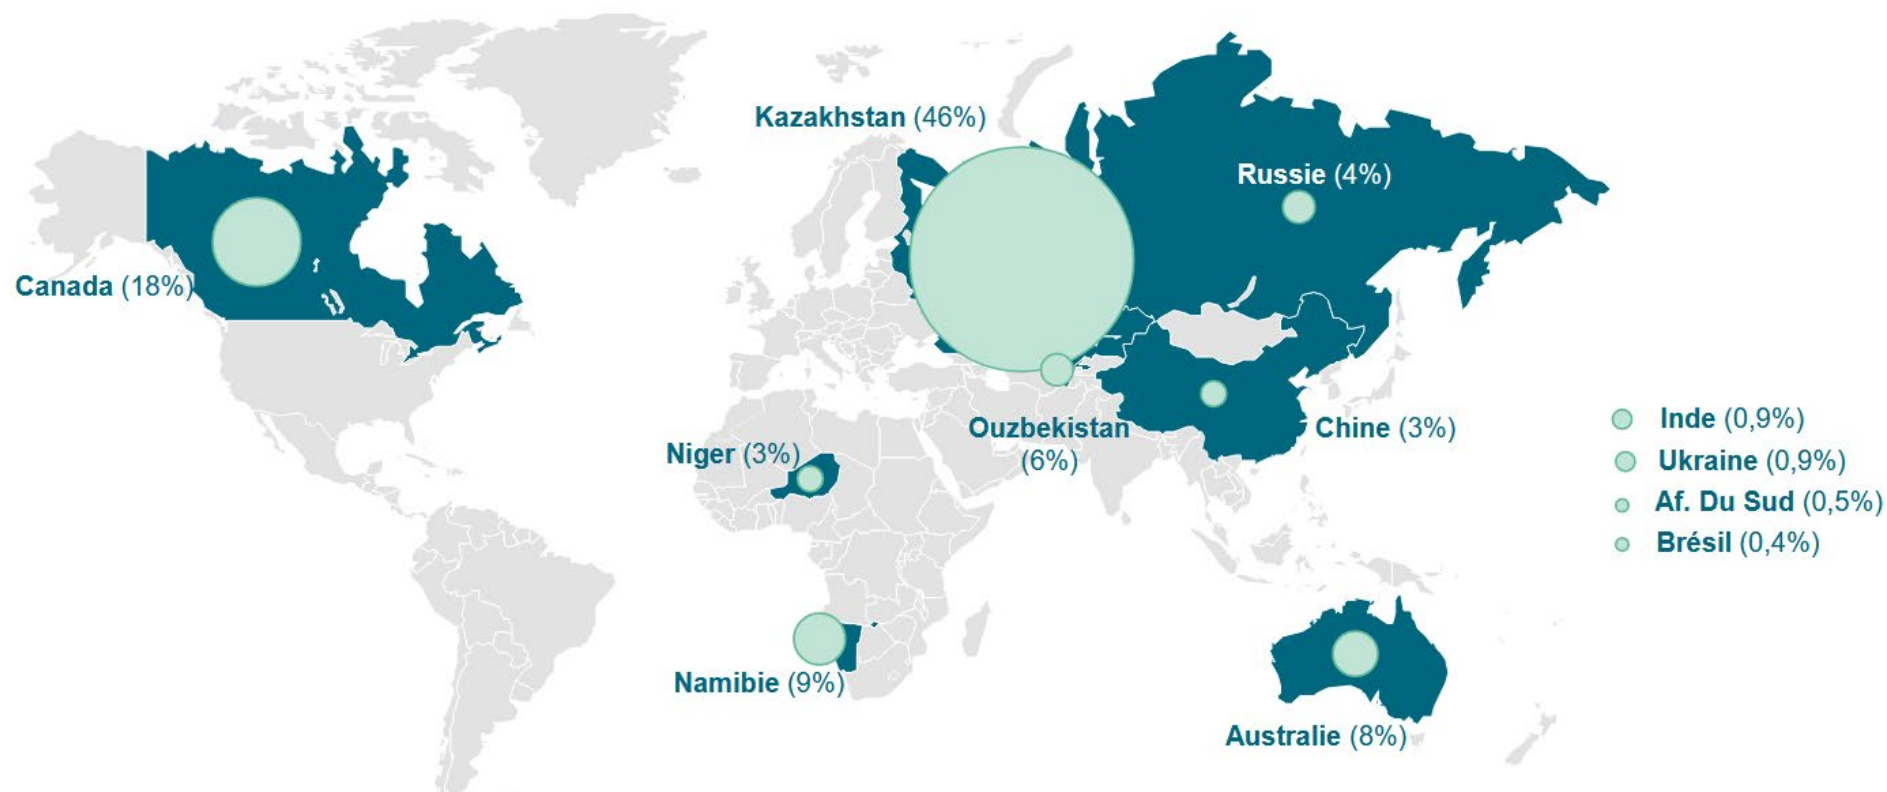 Kazakhstan (46%)
Russie (4%)
Canada (18%)
Ouzbekistan
(6%)
Chine (3%)
Niger (3%)
Inde (0,9%)
Ukraine (0,9%)
Af. Du Sud (0,5%)
Brésil (0,4%)
Namibie (9%)
Australie (8%)